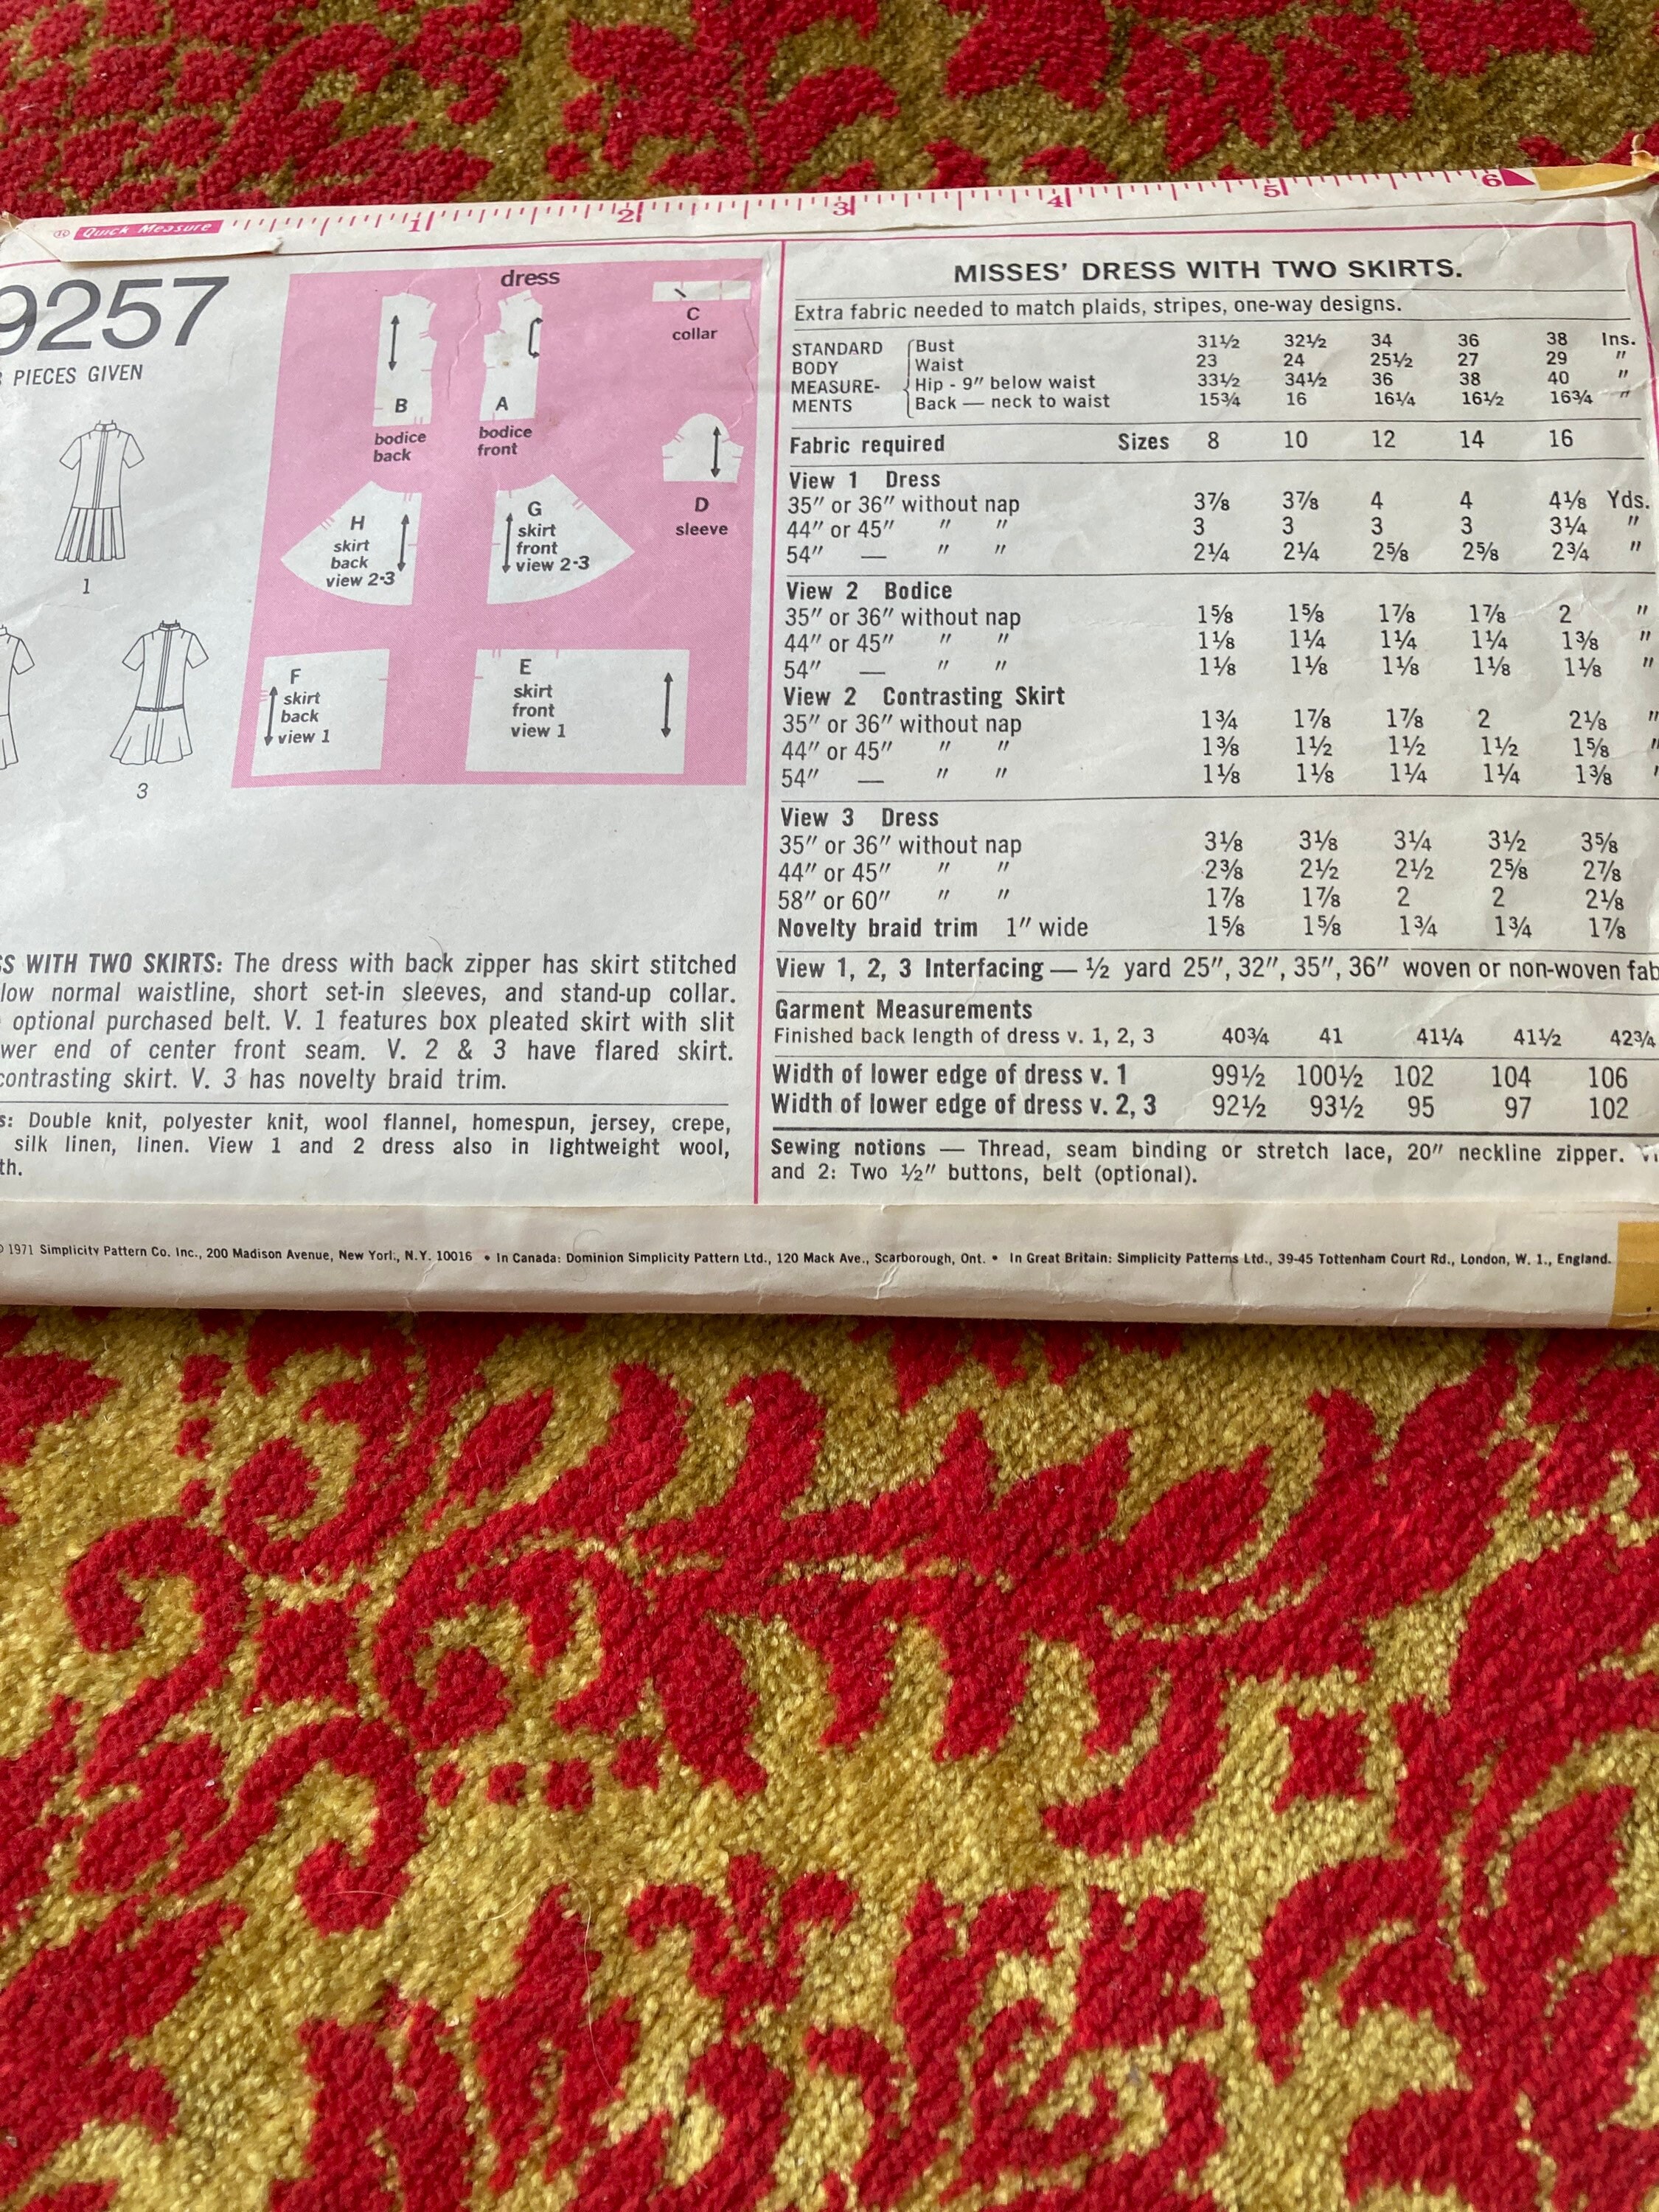 Quick Measure 1 2 3 4 5 6
9257
PIECES GIVEN
1
3
dress
B
bodice
back
A
bodice
front
C
collar
D
sleeve
H
skirt
back
view 2-3
G
skirt
front
view 2-3
F
skirt
back
view 1
E
skirt
front
view 1
WITH TWO SKIRTS: The dress with back zipper has skirt stitched
low normal waistline, short set-in sleeves, and stand-up collar.
optional purchased belt. V. 1 features box pleated skirt with slit
end of center front seam. V. 2 & 3 have flared skirt.
contrasting skirt. V. 3 has novelty braid trim.
Double knit, polyester knit, wool flannel, homespun, jersey, crepe,
silk linen, linen. View 1 and 2 dress also in lightweight wool,
MISSES' DRESS WITH TWO SKIRTS.
Extra fabric needed to match plaids, stripes, one-way designs.
STANDARD Bust 31½ 32½ 34 36 38 Ins.
BODY Waist 23 24 25½ 27 29 "
MEASURE- Hip - 9" below waist 33½ 34½ 36 38 40 "
MENTS Back — neck to waist 15¾ 16 16¼ 16½ 16¾ "
Fabric required Sizes 8 10 12 14 16
View 1 Dress
35" or 36" without nap 3⅞ 3⅞ 4 4 4⅛ Yds.
44" or 45" " " 3 3 3 3 3¼ "
54" — " " 2¼ 2¼ 2⅝ 2⅝ 2¾ "
View 2 Bodice
35" or 36" without nap 1⅝ 1⅝ 1⅞ 1⅞ 2 "
44" or 45" " " 1⅛ 1¼ 1¼ 1¼ 1⅜ "
54" — " " 1⅛ 1⅛ 1⅛ 1⅛ 1⅛ "
View 2 Contrasting Skirt
35" or 36" without nap 1¾ 1⅞ 1⅞ 2 2⅛ "
44" or 45" " " 1⅜ 1½ 1½ 1½ 1⅝ "
54" — " " 1⅛ 1⅛ 1¼ 1¼ 1⅜ "
View 3 Dress
35" or 36" without nap 3⅛ 3⅛ 3¼ 3½ 3⅝
44" or 45" " " 2⅜ 2½ 2½ 2⅝ 2⅞
58" or 60" " " 1⅞ 1⅞ 2 2 2⅛
Novelty braid trim 1" wide 1⅝ 1⅝ 1¾ 1¾ 1⅞
View 1, 2, 3 Interfacing — ½ yard 25", 32", 35", 36" woven or non-woven fab
Garment Measurements
Finished back length of dress v. 1, 2, 3 40¾ 41 41¼ 41½ 42¾
Width of lower edge of dress v. 1 99½ 100½ 102 104 106
Width of lower edge of dress v. 2, 3 92½ 93½ 95 97 102
Sewing notions — Thread, seam binding or stretch lace, 20" neckline zipper.
and 2: Two ½" buttons, belt (optional).
© 1971 Simplicity Pattern Co. Inc., 200 Madison Avenue, New York, N.Y. 10016 • In Canada: Dominion Simplicity Pattern Ltd., 120 Mack Ave., Scarborough, Ont. • In Great Britain: Simplicity Patterns Ltd., 39-45 Tottenham Court Rd., London, W. 1., England.